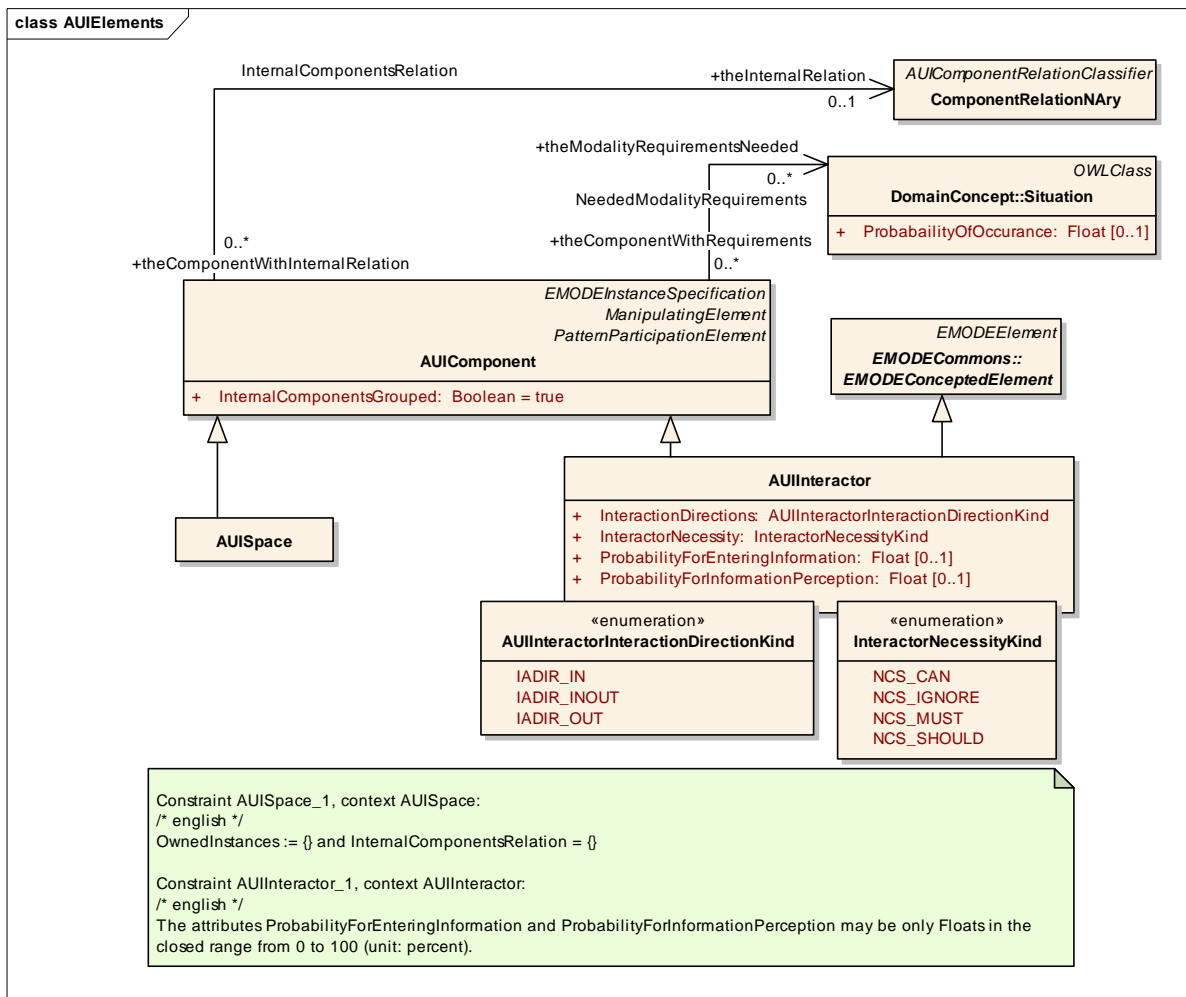 class AUIElements
InternalComponentsRelation
+theInternalRelation
0..1
AUIComponentRelationClassifier
ComponentRelationNAry
+theModalityRequirementsNeeded
0..*
NeededModalityRequirements
+theComponentWithRequirements
0..*
OWLClass
DomainConcept::Situation
+ ProbabailityOfOccurance: Float [0..1]
0..*
+theComponentWithInternalRelation
EMODEInstanceSpecification
ManipulatingElement
PatternParticipationElement
AUIComponent
+ InternalComponentsGrouped: Boolean = true
EMODEElement
EMODECommons::
EMODEConceptedElement
AUISpace
AUIInteractor
+ InteractionDirections: AUIInteractorInteractionDirectionKind
+ InteractorNecessity: InteractorNecessityKind
+ ProbabilityForEnteringInformation: Float [0..1]
+ ProbabilityForInformationPerception: Float [0..1]
«enumeration»
AUIInteractorInteractionDirectionKind
IADIR_IN
IADIR_INOUT
IADIR_OUT
«enumeration»
InteractorNecessityKind
NCS_CAN
NCS_IGNORE
NCS_MUST
NCS_SHOULD
Constraint AUISpace_1, context AUISpace:
/* english */
OwnedInstances := {} and InternalComponentsRelation = {}
Constraint AUIInteractor_1, context AUIInteractor:
/* english */
The attributes ProbabilityForEnteringInformation and ProbabilityForInformationPerception may be only Floats in the
closed range from 0 to 100 (unit: percent).